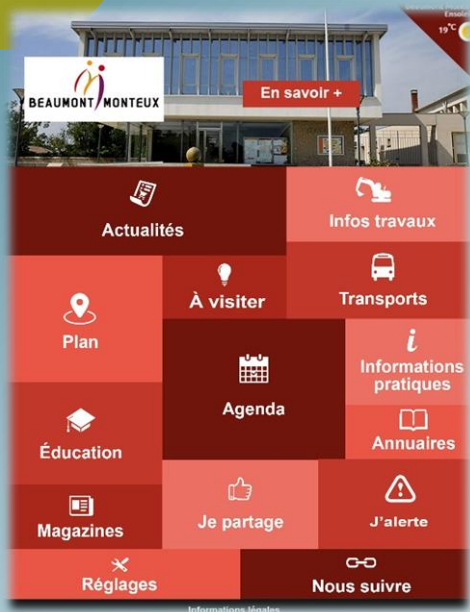 Ensole
19°C
BEAUMONT MONTEUX
En savoir +
Actualités
Infos travaux
Plan
À visiter
Transports
Agenda
Informations
pratiques
Éducation
Annuaires
Magazines
Je partage
J'alerte
Réglages
Nous suivre
Informations légales